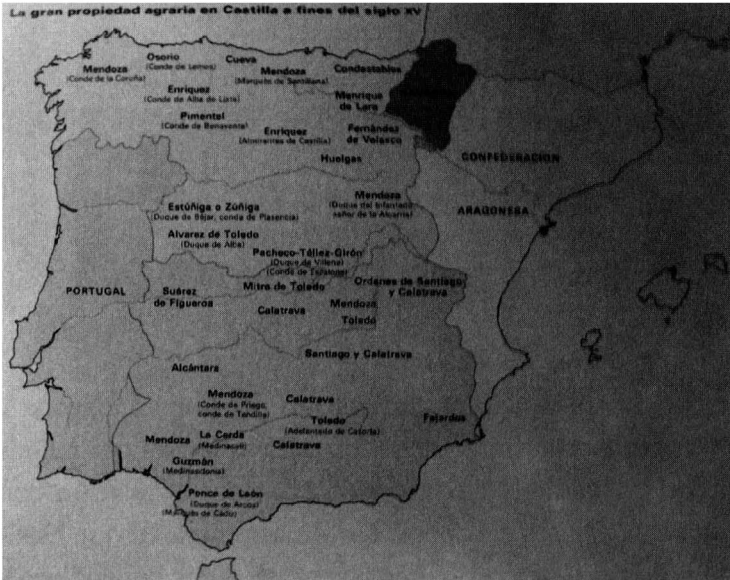 La gran propiedad agraria en Castilla a fines del siglo XV
Osorio
(Conde de Lemos)
Cueva
Mendoza
(Conde de la Coruña)
Mendoza
(Marqués de Santillana)
Condestables
Enríquez
(Conde de Alba de Liste)
Manrique
de Lara
Pimentel
(Conde de Benavente)
Enríquez
(Almirantes de Castilla)
Fernández
de Velasco
Huelgas
CONFEDERACION
ARAGONESA
Estúñiga o Zúñiga
(Duque de Béjar, conde de Plasencia)
Mendoza
(Duque del Infantado,
señor de la Alcarria)
Alvarez de Toledo
(Duque de Alba)
Pacheco-Téllez-Girón
(Duque de Villena)
(Conde de Escalona)
PORTUGAL
Suárez
de Figueroa
Mitra de Toledo
Ordenes de Santiago
y Calatrava
Calatrava
Mendoza
Toledo
Santiago y Calatrava
Alcántara
Mendoza
(Conde de Priego,
conde de Tendilla)
Calatrava
Toledo
(Adelantado de Cazorla)
Fajardos
Mendoza
La Cerda
(Medinaceli)
Calatrava
Guzmán
(Medinasidonia)
Ponce de León
(Duque de Arcos)
(Marqués de Cádiz)